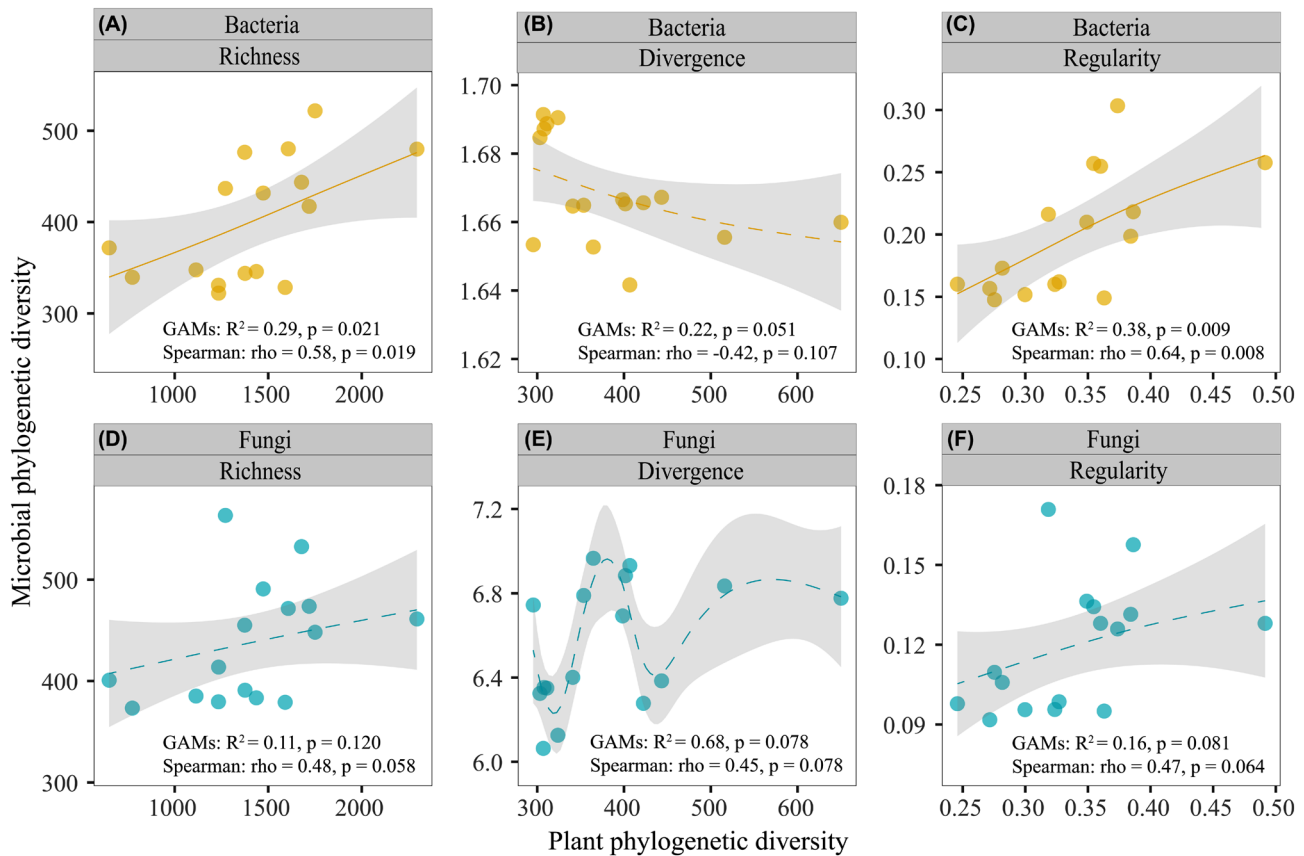 Microbial phylogenetic diversity
(A) Bacteria
Richness
500
400
300
GAMs: R² = 0.29, p = 0.021
Spearman: rho = 0.58, p = 0.019
1000 1500 2000
(B) Bacteria
Divergence
1.70
1.68
1.66
1.64
1.62
GAMs: R² = 0.22, p = 0.051
Spearman: rho = -0.42, p = 0.107
300 400 500 600
(C) Bacteria
Regularity
0.30
0.25
0.20
0.15
0.10
GAMs: R² = 0.38, p = 0.009
Spearman: rho = 0.64, p = 0.008
0.25 0.30 0.35 0.40 0.45 0.50
(D) Fungi
Richness
500
400
300
GAMs: R² = 0.11, p = 0.120
Spearman: rho = 0.48, p = 0.058
1000 1500 2000
(E) Fungi
Divergence
7.2
6.8
6.4
6.0
GAMs: R² = 0.68, p = 0.078
Spearman: rho = 0.45, p = 0.078
300 400 500 600
(F) Fungi
Regularity
0.18
0.15
0.12
0.09
GAMs: R² = 0.16, p = 0.081
Spearman: rho = 0.47, p = 0.064
0.25 0.30 0.35 0.40 0.45 0.50
Plant phylogenetic diversity